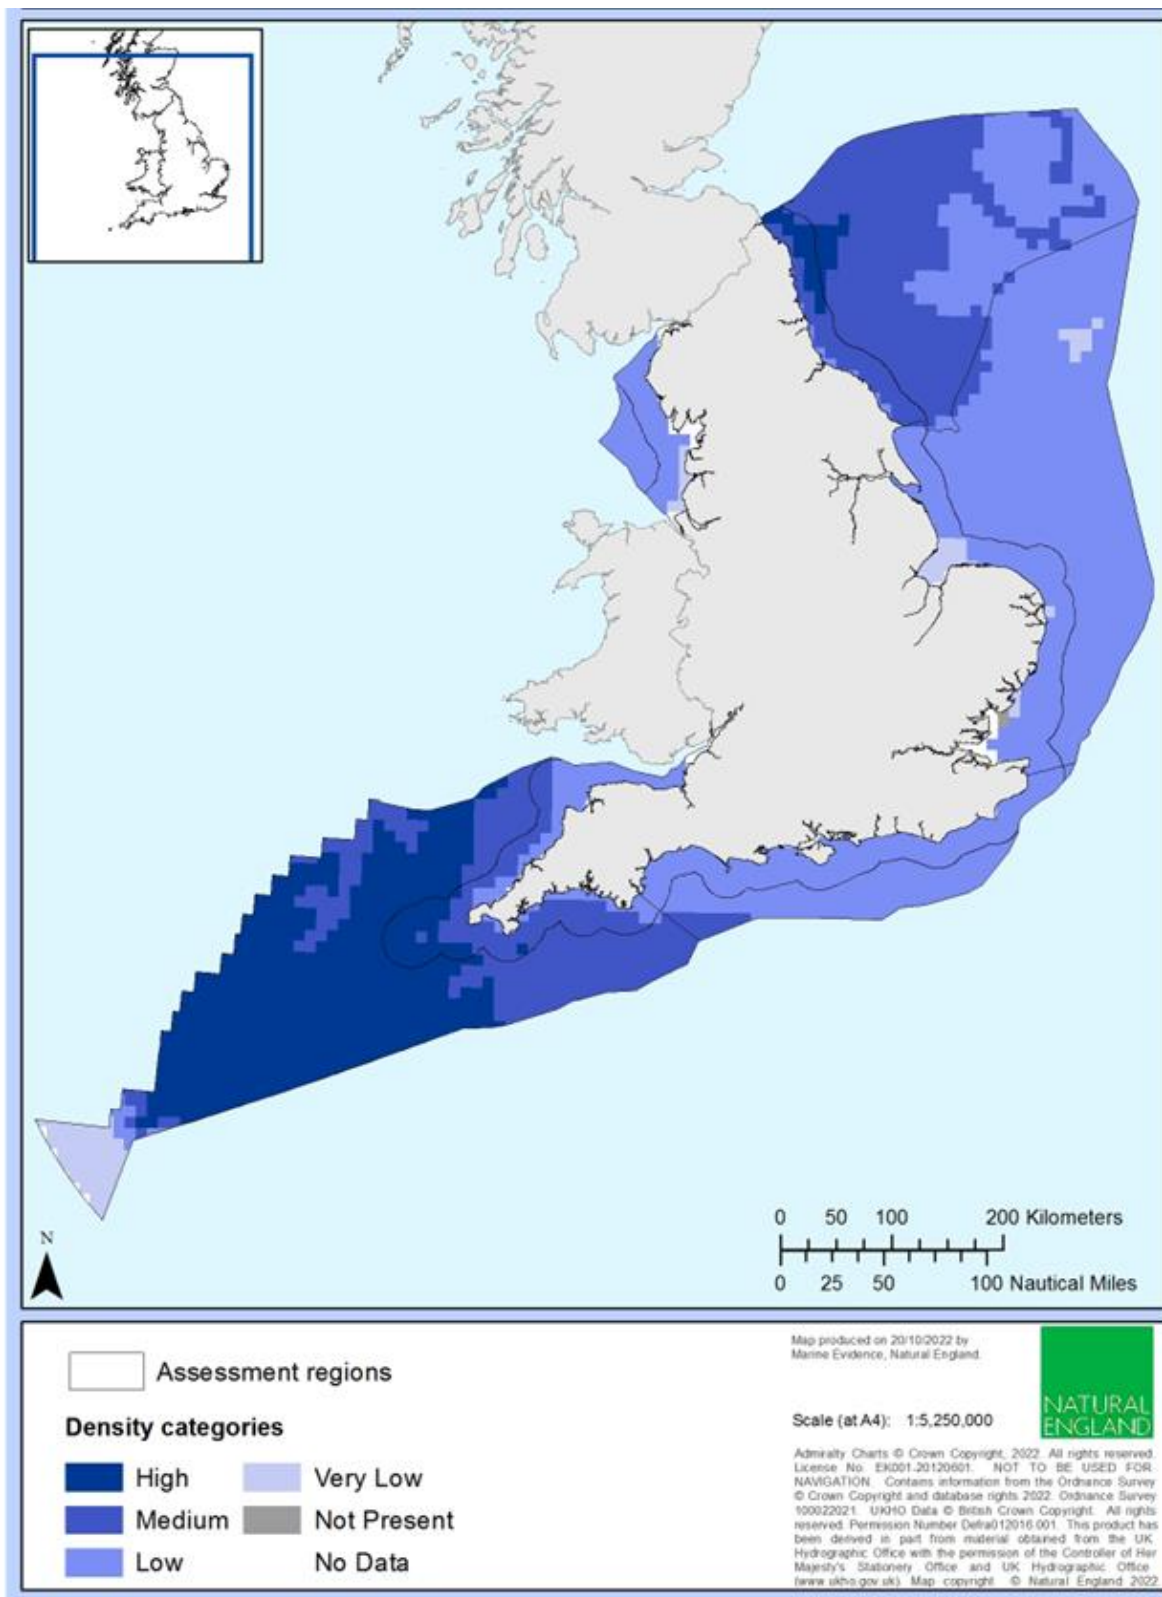 N
0 50 100 200 Kilometers
0 25 50 100 Nautical Miles
Assessment regions
Density categories
High
Medium
Low
Very Low
Not Present
No Data
Map produced on 20/10/2022 by
Marine Evidence, Natural England.
Scale (at A4): 1:5,250,000
NATURAL
ENGLAND
Admiralty Charts © Crown Copyright, 2022. All rights reserved.
License No. EK001-20120601. NOT TO BE USED FOR
NAVIGATION. Contains information from the Ordnance Survey
© Crown Copyright and database rights 2022. Ordnance Survey
100022021. UKHO Data © British Crown Copyright. All rights
reserved. Permission Number Defra012016.001. This product has
been derived in part from material obtained from the UK
Hydrographic Office with the permission of the Controller of Her
Majesty's Stationery Office and UK Hydrographic Office
(www.ukho.gov.uk). Map copyright © Natural England 2022